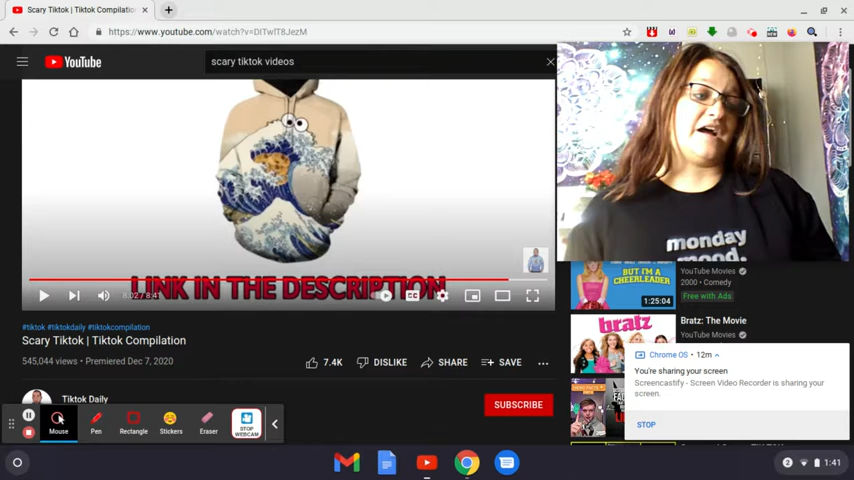 Scary Tiktok | Tiktok Compilation
https://www.youtube.com/watch?v=DlTwlT8JezM
YouTube
scary tiktok videos
monday
mood.
LINK IN THE DESCRIPTION
8:02 / 8:41
CC
BUT I'M A
CHEERLEADER
1:25:04
YouTube Movies
2000 • Comedy
Free with Ads
bratz
Bratz: The Movie
YouTube Movies
#tiktok #tiktokdaily #tiktokcompilation
Scary Tiktok | Tiktok Compilation
545,044 views • Premiered Dec 7, 2020
7.4K DISLIKE SHARE SAVE
Tiktok Daily
SUBSCRIBE
Chrome OS • 12m
You're sharing your screen
Screencastify - Screen Video Recorder is sharing your
screen.
STOP
Mouse
Pen
Rectangle
Stickers
Eraser
STOP
WEBCAM
2
1:41